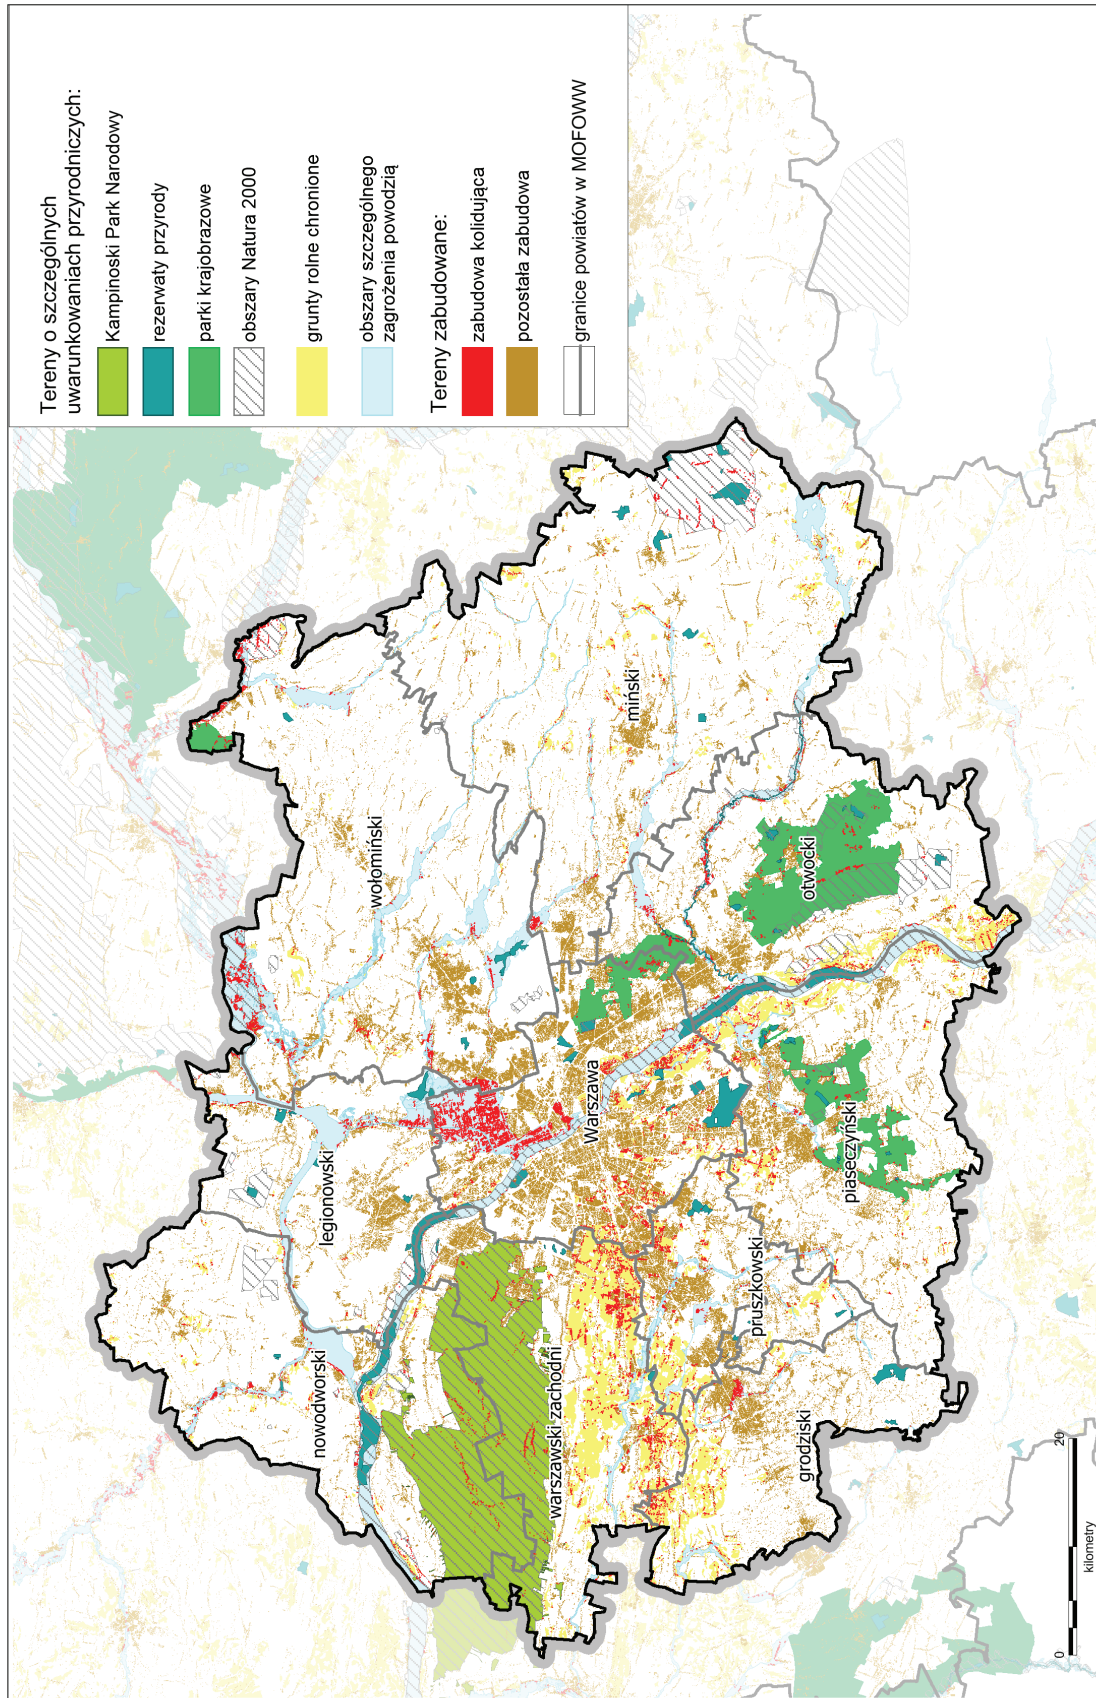 Tereny o szczególnych
uwarunkowaniach przyrodniczych:
Kampinoski Park Narodowy
rezerwaty przyrody
parki krajobrazowe
obszary Natura 2000
grunty rolne chronione
obszary szczególnego
zagrożenia powodzią
Tereny zabudowane:
zabudowa kolidująca
pozostała zabudowa
granice powiatów w MOFOWW
nowodworski
legionowski
wołomiński
warszawski zachodni
Warszawa
miński
pruszkowski
grodziski
piaseczyński
otwocki
0
20
kilometry